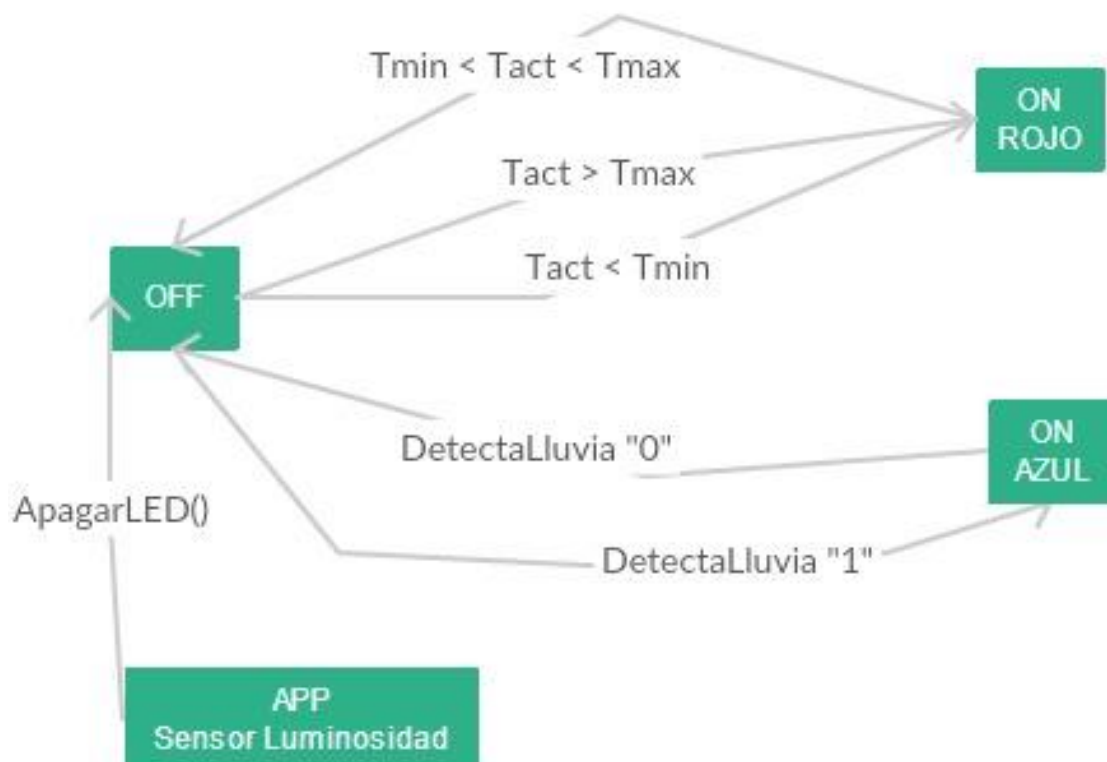 Tmin < Tact < Tmax
ON
ROJO
Tact > Tmax
Tact < Tmin
OFF
DetectaLluvia "0"
ON
AZUL
ApagarLED()
DetectaLluvia "1"
APP
Sensor Luminosidad